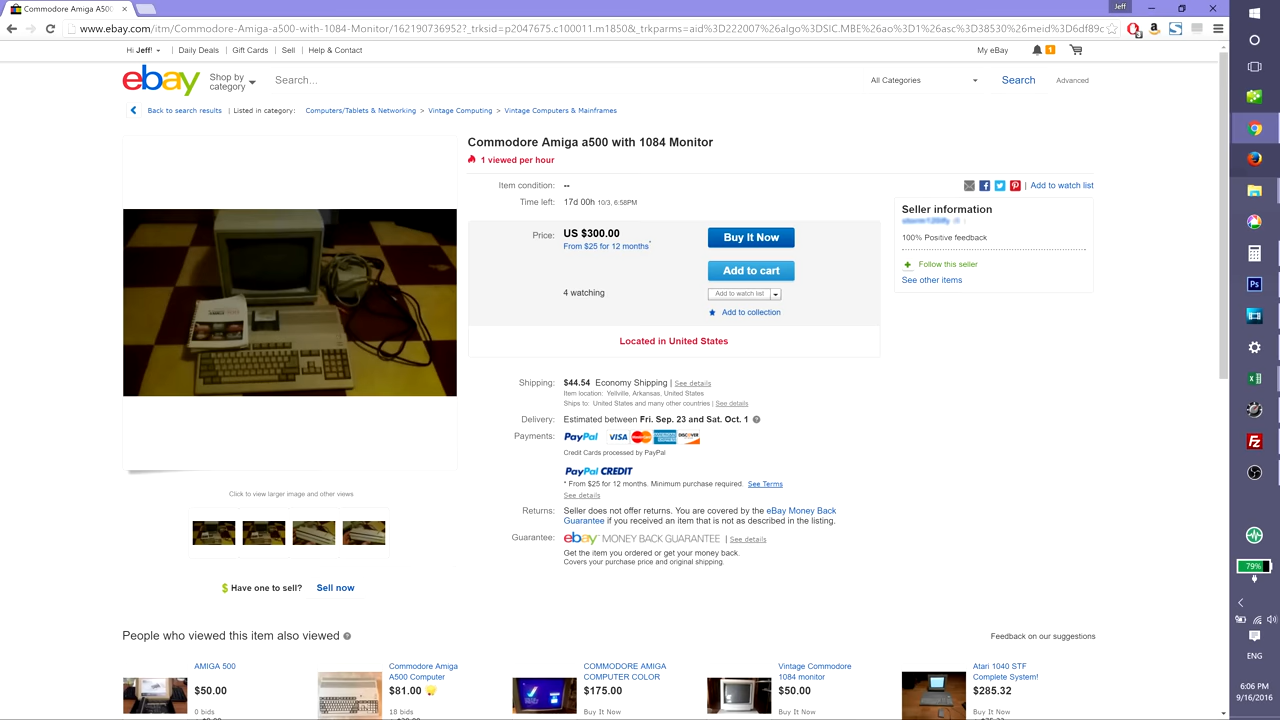 Commodore Amiga A500
Jeff
www.ebay.com/itm/Commodore-Amiga-a500-with-1084-Monitor/162190736952?_trksid=p2047675.c100011.m1850&_trkparms=aid%3D222007%26algo%3DSIC.MBE%26ao%3D1%26asc%3D38530%26meid%3D6df89c
Hi Jeff! | Daily Deals | Gift Cards | Sell | Help & Contact
My eBay
1
ebay
Shop by
category
Search...
All Categories
Search
Advanced
Back to search results | Listed in category: Computers/Tablets & Networking > Vintage Computing > Vintage Computers & Mainframes
Commodore Amiga a500 with 1084 Monitor
1 viewed per hour
Item condition: --
| Add to watch list
Time left: 17d 00h 10/3, 6:58PM
Price: US $300.00
From $25 for 12 months*
Buy It Now
Add to cart
4 watching
Add to watch list
Add to collection
Located in United States
Seller information
100% Positive feedback
+ Follow this seller
See other items
Shipping: $44.54 Economy Shipping | See details
Item location: Yellville, Arkansas, United States
Ships to: United States and many other countries | See details
Delivery: Estimated between Fri. Sep. 23 and Sat. Oct. 1
Payments: PayPal VISA MasterCard DISCOVER
Credit Cards processed by PayPal
PayPal CREDIT
* From $25 for 12 months. Minimum purchase required. See Terms
See details
Returns: Seller does not offer returns. You are covered by the eBay Money Back
Guarantee if you received an item that is not as described in the listing.
Guarantee: ebay MONEY BACK GUARANTEE | See details
Get the item you ordered or get your money back.
Covers your purchase price and original shipping.
Click to view larger image and other views
$ Have one to sell? Sell now
People who viewed this item also viewed
Feedback on our suggestions
AMIGA 500
$50.00
0 bids
Commodore Amiga
A500 Computer
$81.00
18 bids
COMMODORE AMIGA
COMPUTER COLOR
$175.00
Buy It Now
Vintage Commodore
1084 monitor
$50.00
Buy It Now
Atari 1040 STF
Complete System!
$285.32
Buy It Now
Ps
79%
ENG
6:06 PM
9/16/2016